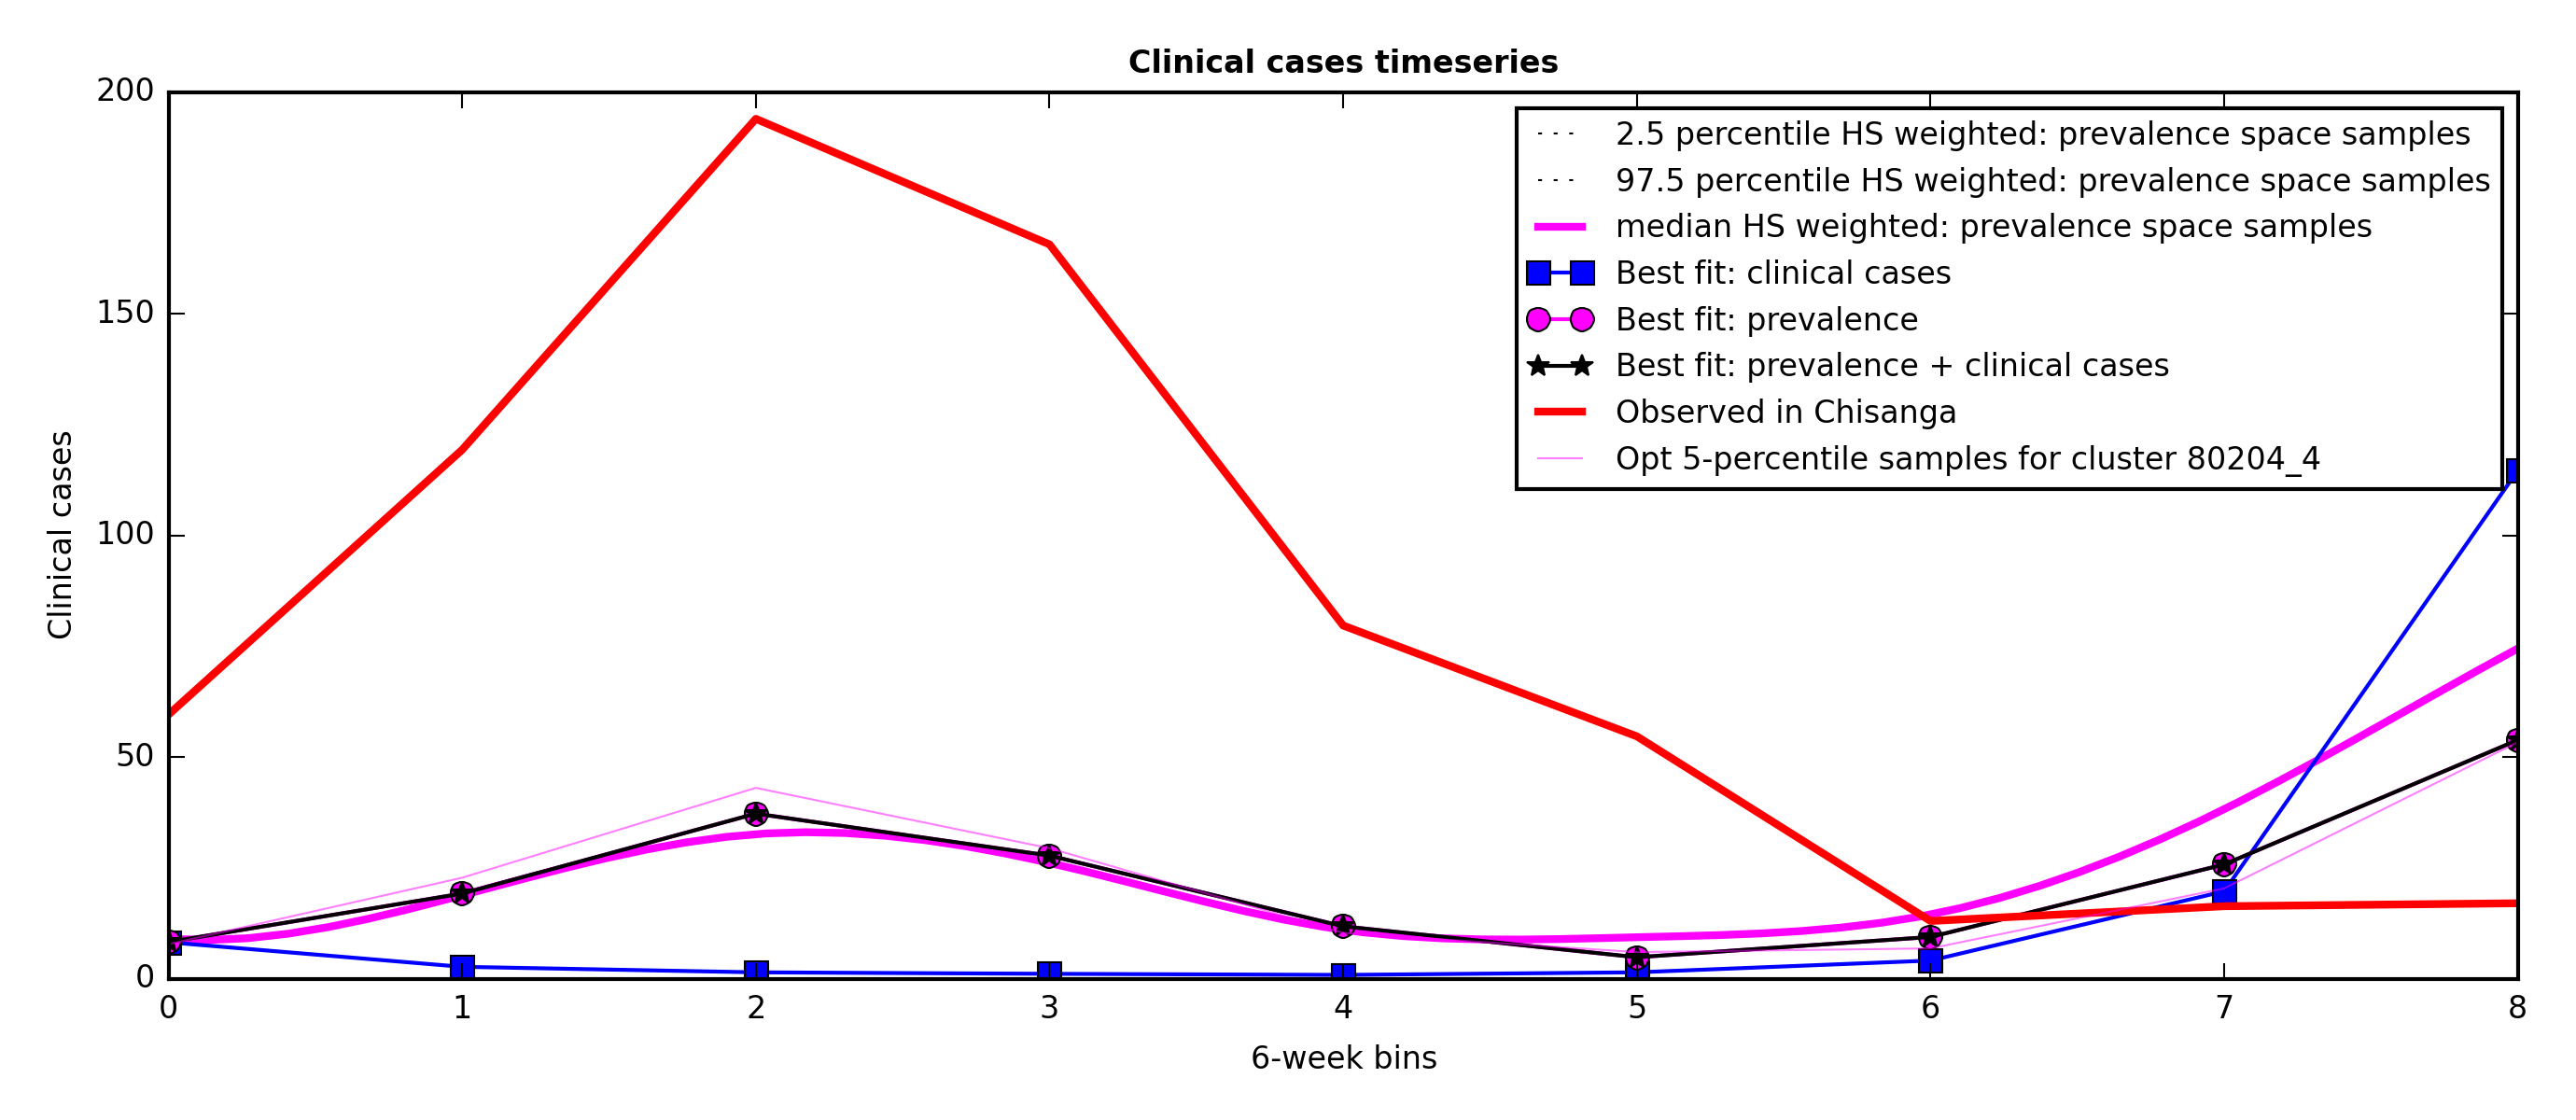 Clinical cases timeseries
200
150
100
50
0
Clinical cases
2.5 percentile HS weighted: prevalence space samples
97.5 percentile HS weighted: prevalence space samples
median HS weighted: prevalence space samples
Best fit: clinical cases
Best fit: prevalence
Best fit: prevalence + clinical cases
Observed in Chisanga
Opt 5-percentile samples for cluster 80204_4
0 1 2 3 4 5 6 7 8
6-week bins